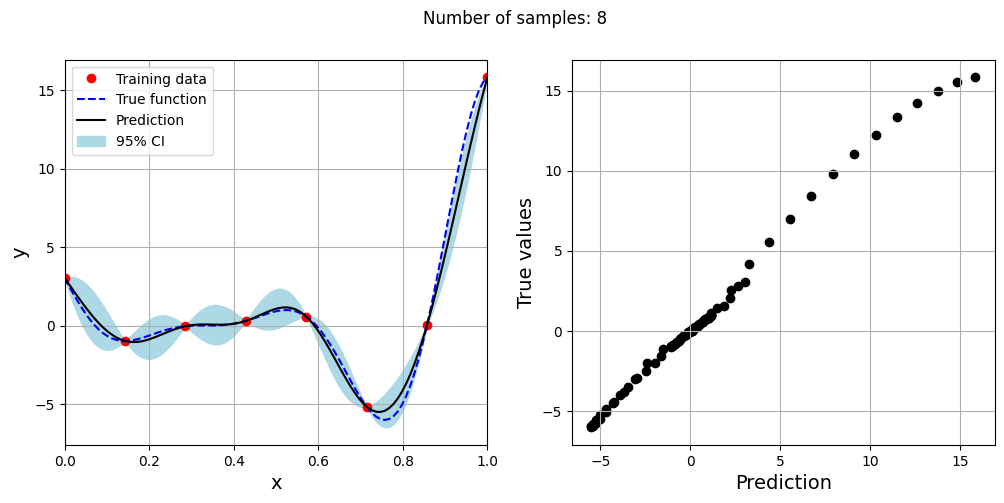 Number of samples: 8
Training data
True function
Prediction
95% CI
15
10
5
0
−5
y
0.0 0.2 0.4 0.6 0.8 1.0
x
15
10
5
0
−5
True values
−5 0 5 10 15
Prediction